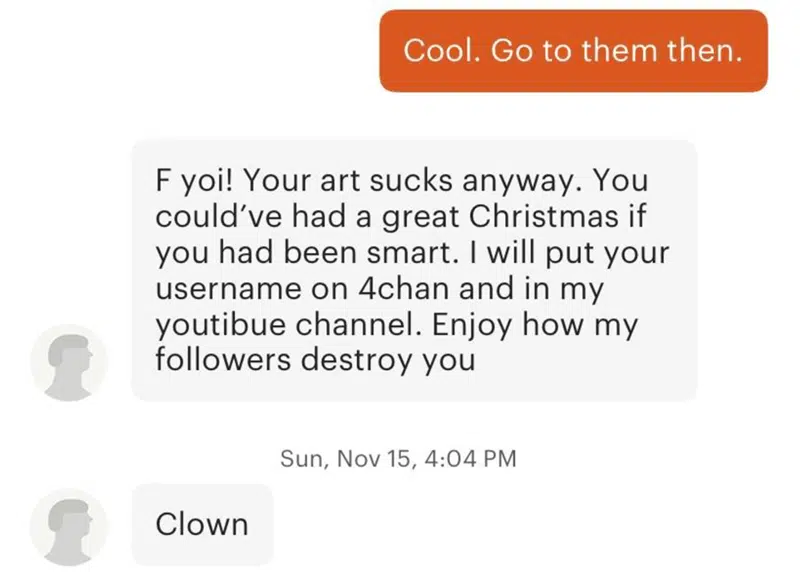 Cool. Go to them then.
F yoi! Your art sucks anyway. You
could’ve had a great Christmas if
you had been smart. I will put your
username on 4chan and in my
youtibue channel. Enjoy how my
followers destroy you
Sun, Nov 15, 4:04 PM
Clown